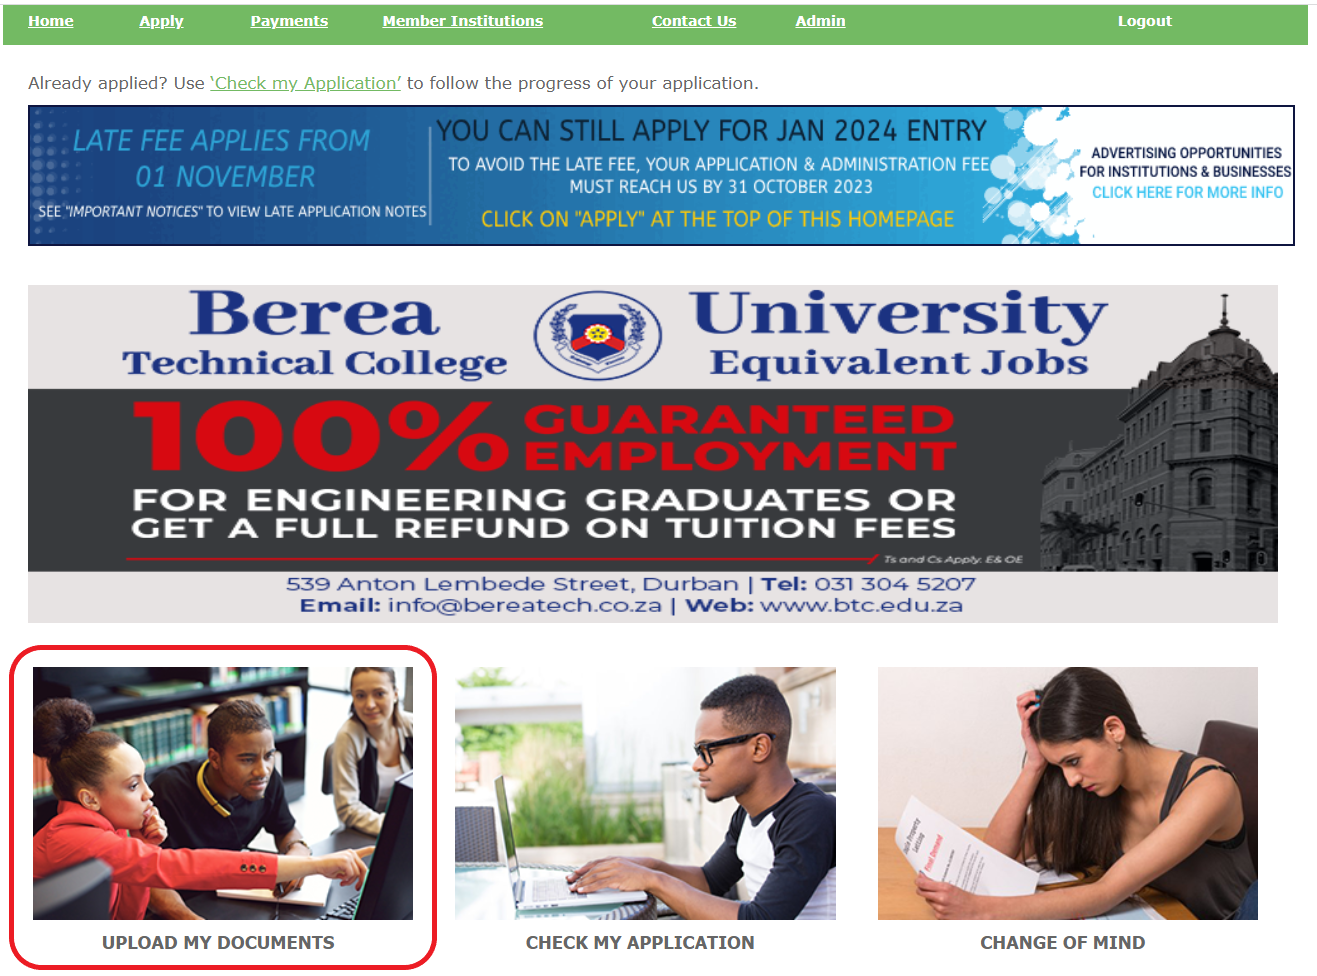 Home Apply Payments Member Institutions Contact Us Admin Logout
Already applied? Use ‘Check my Application’ to follow the progress of your application.
LATE FEE APPLIES FROM
01 NOVEMBER
SEE "IMPORTANT NOTICES" TO VIEW LATE APPLICATION NOTES
YOU CAN STILL APPLY FOR JAN 2024 ENTRY
TO AVOID THE LATE FEE, YOUR APPLICATION & ADMINISTRATION FEE
MUST REACH US BY 31 OCTOBER 2023
CLICK ON "APPLY" AT THE TOP OF THIS HOMEPAGE
ADVERTISING OPPORTUNITIES
FOR INSTITUTIONS & BUSINESSES
CLICK HERE FOR MORE INFO
Berea
Technical College
University
Equivalent Jobs
100% GUARANTEED
EMPLOYMENT
FOR ENGINEERING GRADUATES OR
GET A FULL REFUND ON TUITION FEES
Ts and Cs Apply. E& OE
539 Anton Lembede Street, Durban | Tel: 031 304 5207
Email: info@bereatech.co.za | Web: www.btc.edu.za
Final Demand
UPLOAD MY DOCUMENTS
CHECK MY APPLICATION
CHANGE OF MIND